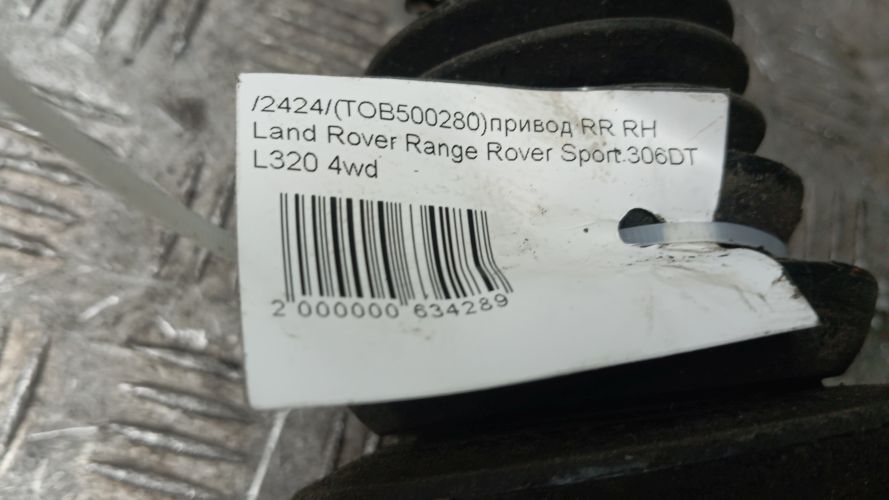 /2424/(TOB500280)привод RR RH
Land Rover Range Rover Sport.306DT
L320 4wd
2 000000 634289